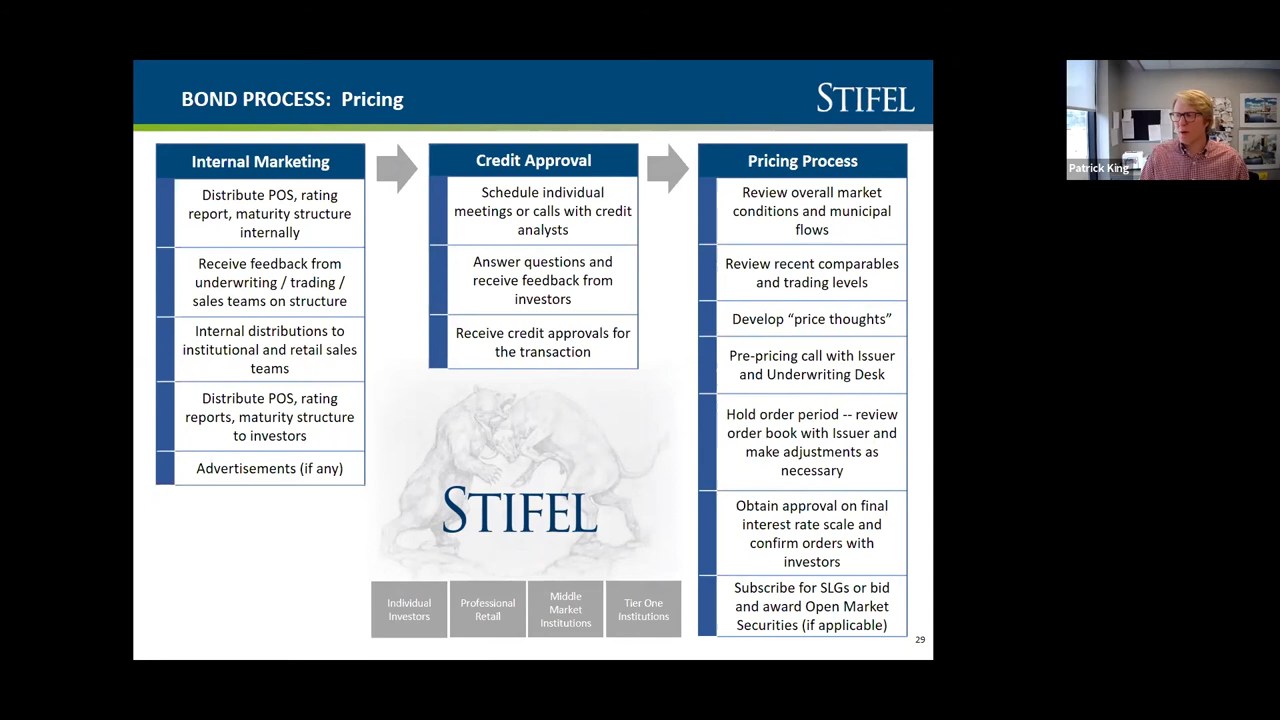 BOND PROCESS: Pricing
STIFEL
Internal Marketing
Distribute POS, rating
report, maturity structure
internally
Receive feedback from
underwriting / trading /
sales teams on structure
Internal distributions to
institutional and retail sales
teams
Distribute POS, rating
reports, maturity structure
to investors
Advertisements (if any)
Credit Approval
Schedule individual
meetings or calls with credit
analysts
Answer questions and
receive feedback from
investors
Receive credit approvals for
the transaction
STIFEL
Individual
Investors
Professional
Retail
Middle
Market
Institutions
Tier One
Institutions
Pricing Process
Review overall market
conditions and municipal
flows
Review recent comparables
and trading levels
Develop “price thoughts”
Pre-pricing call with Issuer
and Underwriting Desk
Hold order period -- review
order book with Issuer and
make adjustments as
necessary
Obtain approval on final
interest rate scale and
confirm orders with
investors
Subscribe for SLGs or bid
and award Open Market
Securities (if applicable)
29
Patrick King